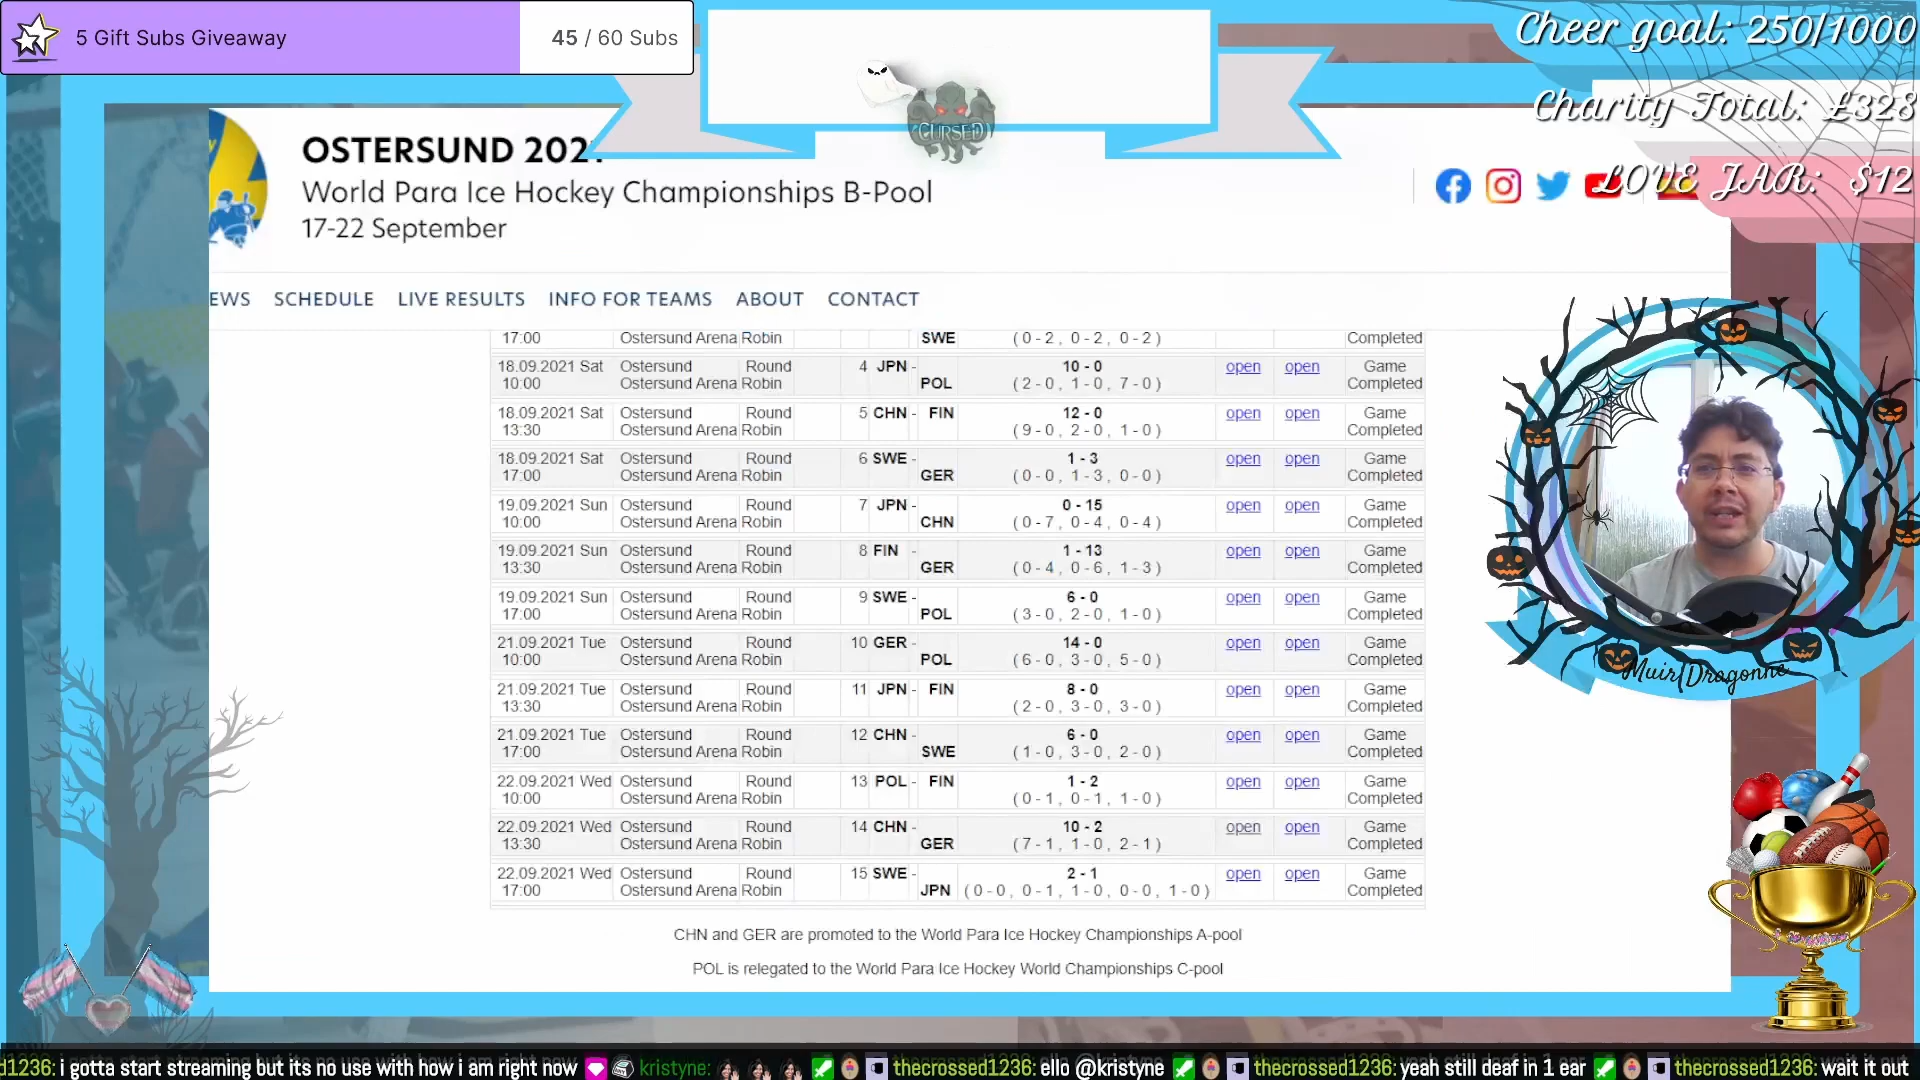 5 Gift Subs Giveaway
45 / 60 Subs
Cheer goal: 250/1000
Charity Total: £328
LOVE JAR: $12
CURSED
OSTERSUND 202
World Para Ice Hockey Championships B-Pool
17-22 September
EWS SCHEDULE LIVE RESULTS INFO FOR TEAMS ABOUT CONTACT
17:00 Ostersund Arena Robin SWE ( 0 - 2 , 0 - 2 , 0 - 2 ) Completed
18.09.2021 Sat Ostersund Round 4 JPN - 10 - 0 open open Game
10:00 Ostersund Arena Robin POL ( 2 - 0 , 1 - 0 , 7 - 0 ) Completed
18.09.2021 Sat Ostersund Round 5 CHN - FIN 12 - 0 open open Game
13:30 Ostersund Arena Robin ( 9 - 0 , 2 - 0 , 1 - 0 ) Completed
18.09.2021 Sat Ostersund Round 6 SWE - 1 - 3 open open Game
17:00 Ostersund Arena Robin GER ( 0 - 0 , 1 - 3 , 0 - 0 ) Completed
19.09.2021 Sun Ostersund Round 7 JPN - 0 - 15 open open Game
10:00 Ostersund Arena Robin CHN ( 0 - 7 , 0 - 4 , 0 - 4 ) Completed
19.09.2021 Sun Ostersund Round 8 FIN - 1 - 13 open open Game
13:30 Ostersund Arena Robin GER ( 0 - 4 , 0 - 6 , 1 - 3 ) Completed
19.09.2021 Sun Ostersund Round 9 SWE - 6 - 0 open open Game
17:00 Ostersund Arena Robin POL ( 3 - 0 , 2 - 0 , 1 - 0 ) Completed
21.09.2021 Tue Ostersund Round 10 GER - 14 - 0 open open Game
10:00 Ostersund Arena Robin POL ( 6 - 0 , 3 - 0 , 5 - 0 ) Completed
21.09.2021 Tue Ostersund Round 11 JPN - FIN 8 - 0 open open Game
13:30 Ostersund Arena Robin ( 2 - 0 , 3 - 0 , 3 - 0 ) Completed
21.09.2021 Tue Ostersund Round 12 CHN - 6 - 0 open open Game
17:00 Ostersund Arena Robin SWE ( 1 - 0 , 3 - 0 , 2 - 0 ) Completed
22.09.2021 Wed Ostersund Round 13 POL - FIN 1 - 2 open open Game
10:00 Ostersund Arena Robin ( 0 - 1 , 0 - 1 , 1 - 0 ) Completed
22.09.2021 Wed Ostersund Round 14 CHN - 10 - 2 open open Game
13:30 Ostersund Arena Robin GER ( 7 - 1 , 1 - 0 , 2 - 1 ) Completed
22.09.2021 Wed Ostersund Round 15 SWE - 2 - 1 open open Game
17:00 Ostersund Arena Robin JPN ( 0 - 0 , 0 - 1 , 1 - 0 , 0 - 0 , 1 - 0 ) Completed
CHN and GER are promoted to the World Para Ice Hockey Championships A-pool
POL is relegated to the World Para Ice Hockey World Championships C-pool
MuirDragonne
d1236: i gotta start streaming but its no use with how i am right now kristyne: thecrossed1236: ello @kristyne thecrossed1236: yeah still deaf in 1 ear thecrossed1236: wait it out